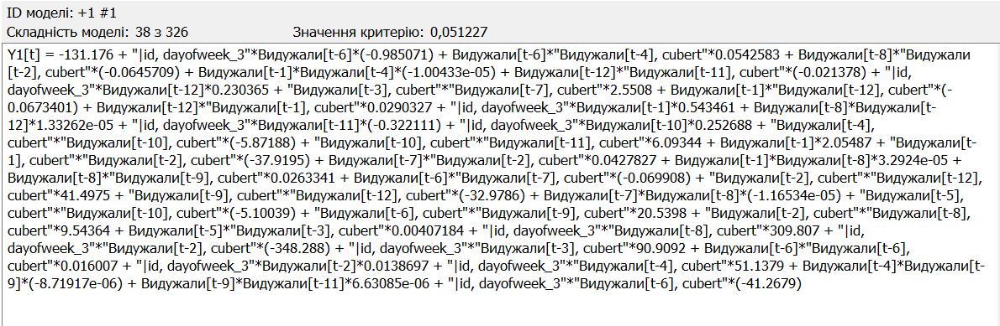 ID моделі: +1 #1
Складність моделі: 38 з 326 Значення критерію: 0,051227
Y1[t] = -131.176 + "|id, dayofweek_3"*Видужали[t-6]*(-0.985071) + Видужали[t-6]*"Видужали[t-4], cubert"*0.0542583 + Видужали[t-8]*"Видужали
[t-2], cubert"*(-0.0645709) + Видужали[t-1]*Видужали[t-4]*(-1.00433e-05) + Видужали[t-12]*"Видужали[t-11], cubert"*(-0.021378) + "|id,
dayofweek_3"*Видужали[t-12]*0.230365 + "Видужали[t-3], cubert"*"Видужали[t-7], cubert"*2.5508 + Видужали[t-1]*"Видужали[t-12], cubert"*(-
0.0673401) + Видужали[t-12]*"Видужали[t-1], cubert"*0.0290327 + "|id, dayofweek_3"*Видужали[t-1]*0.543461 + Видужали[t-8]*Видужали[t-
12]*1.33262e-05 + "|id, dayofweek_3"*Видужали[t-11]*(-0.322111) + "|id, dayofweek_3"*Видужали[t-10]*0.252688 + "Видужали[t-4],
cubert"*"Видужали[t-10], cubert"*(-5.87188) + "Видужали[t-10], cubert"*"Видужали[t-11], cubert"*6.09344 + Видужали[t-1]*2.05487 + "Видужали[t-
1], cubert"*"Видужали[t-2], cubert"*(-37.9195) + Видужали[t-7]*"Видужали[t-2], cubert"*0.0427827 + Видужали[t-1]*Видужали[t-8]*3.2924e-05 +
Видужали[t-8]*"Видужали[t-9], cubert"*0.0263341 + Видужали[t-6]*"Видужали[t-7], cubert"*(-0.069908) + "Видужали[t-2], cubert"*"Видужали[t-12],
cubert"*41.4975 + "Видужали[t-9], cubert"*"Видужали[t-12], cubert"*(-32.9786) + Видужали[t-7]*Видужали[t-8]*(-1.16534e-05) + "Видужали[t-5],
cubert"*"Видужали[t-10], cubert"*(-5.10039) + "Видужали[t-6], cubert"*"Видужали[t-9], cubert"*20.5398 + "Видужали[t-2], cubert"*"Видужали[t-8],
cubert"*9.54364 + Видужали[t-5]*"Видужали[t-3], cubert"*0.00407184 + "|id, dayofweek_3"*"Видужали[t-8], cubert"*309.807 + "|id,
dayofweek_3"*"Видужали[t-2], cubert"*(-348.288) + "|id, dayofweek_3"*"Видужали[t-3], cubert"*90.9092 + Видужали[t-6]*"Видужали[t-6],
cubert"*0.016007 + "|id, dayofweek_3"*Видужали[t-2]*0.0138697 + "|id, dayofweek_3"*"Видужали[t-4], cubert"*51.1379 + Видужали[t-4]*Видужали[t-
9]*(-8.71917e-06) + Видужали[t-9]*Видужали[t-11]*6.63085e-06 + "|id, dayofweek_3"*"Видужали[t-6], cubert"*(-41.2679)